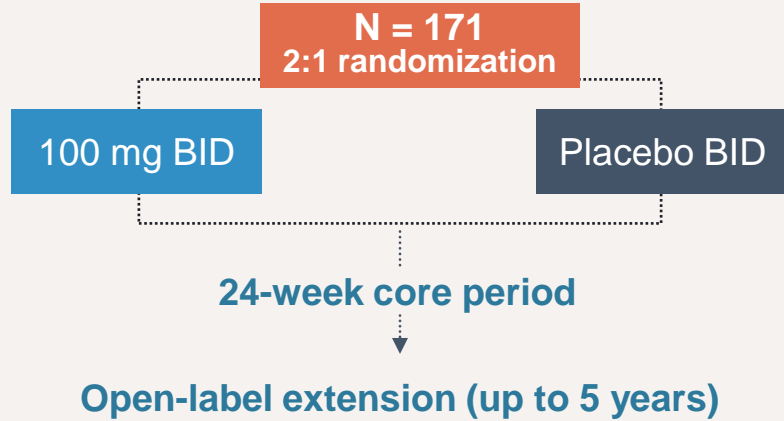 N = 171
2:1 randomization
100 mg BID
Placebo BID
24-week core period
Open-label extension (up to 5 years)